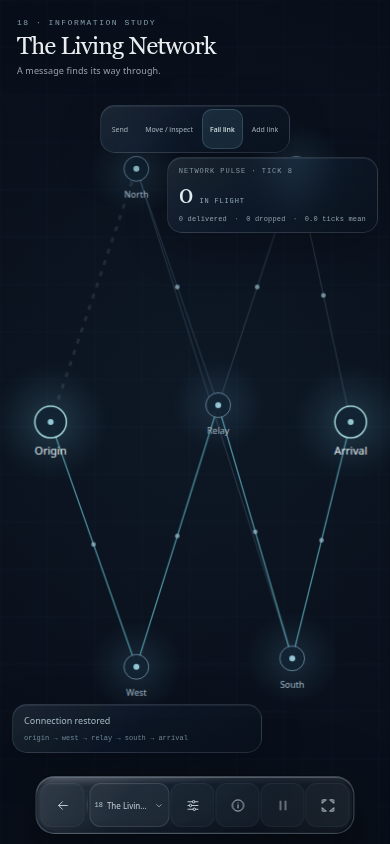 18 · INFORMATION STUDY
The Living Network
A message finds its way through.
Send Move / inspect Fail link Add link
NETWORK PULSE · TICK 8
0 IN FLIGHT
0 delivered · 0 dropped · 0.0 ticks mean
North
Relay
Origin
Arrival
West
South
Connection restored
origin → west → relay → south → arrival
18 The Livin...